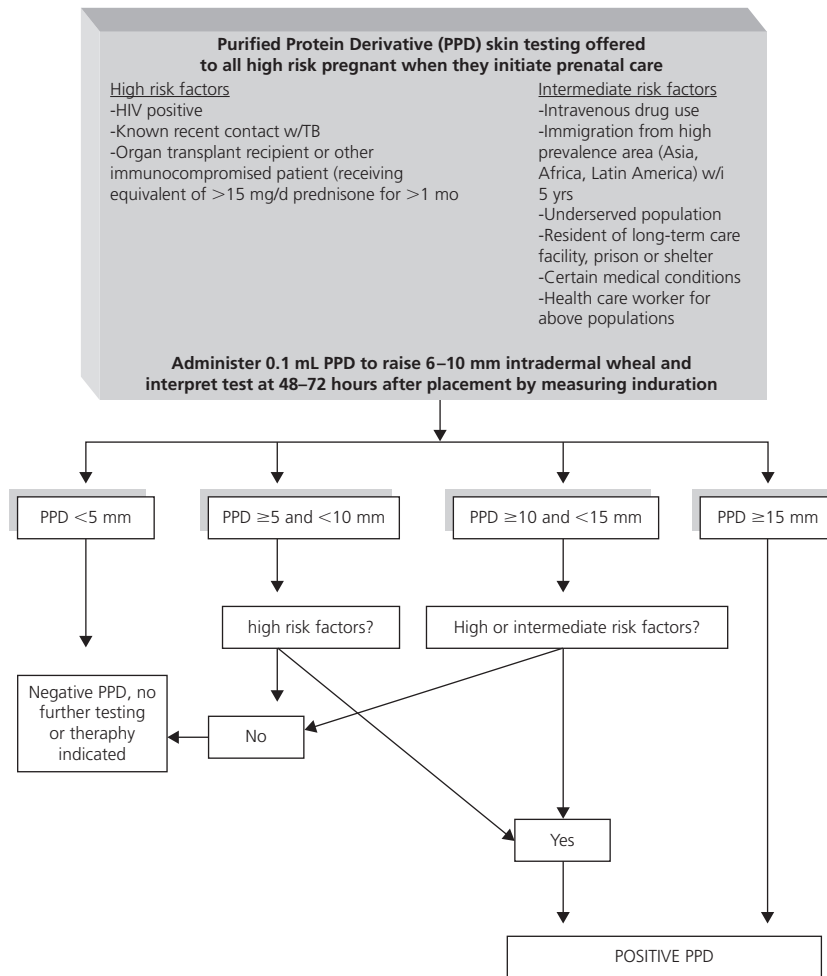 Purified Protein Derivative (PPD) skin testing offered
to all high risk pregnant when they initiate prenatal care
High risk factors
-HIV positive
-Known recent contact w/TB
-Organ transplant recipient or other
immunocompromised patient (receiving
equivalent of >15 mg/d prednisone for >1 mo
Intermediate risk factors
-Intravenous drug use
-Immigration from high
prevalence area (Asia,
Africa, Latin America) w/i
5 yrs
-Underserved population
-Resident of long-term care
facility, prison or shelter
-Certain medical conditions
-Health care worker for
above populations
Administer 0.1 mL PPD to raise 6–10 mm intradermal wheal and
interpret test at 48–72 hours after placement by measuring induration
PPD <5 mm
PPD ≥5 and <10 mm
PPD ≥10 and <15 mm
PPD ≥15 mm
high risk factors?
High or intermediate risk factors?
Negative PPD, no
further testing
or theraphy
indicated
No
Yes
POSITIVE PPD